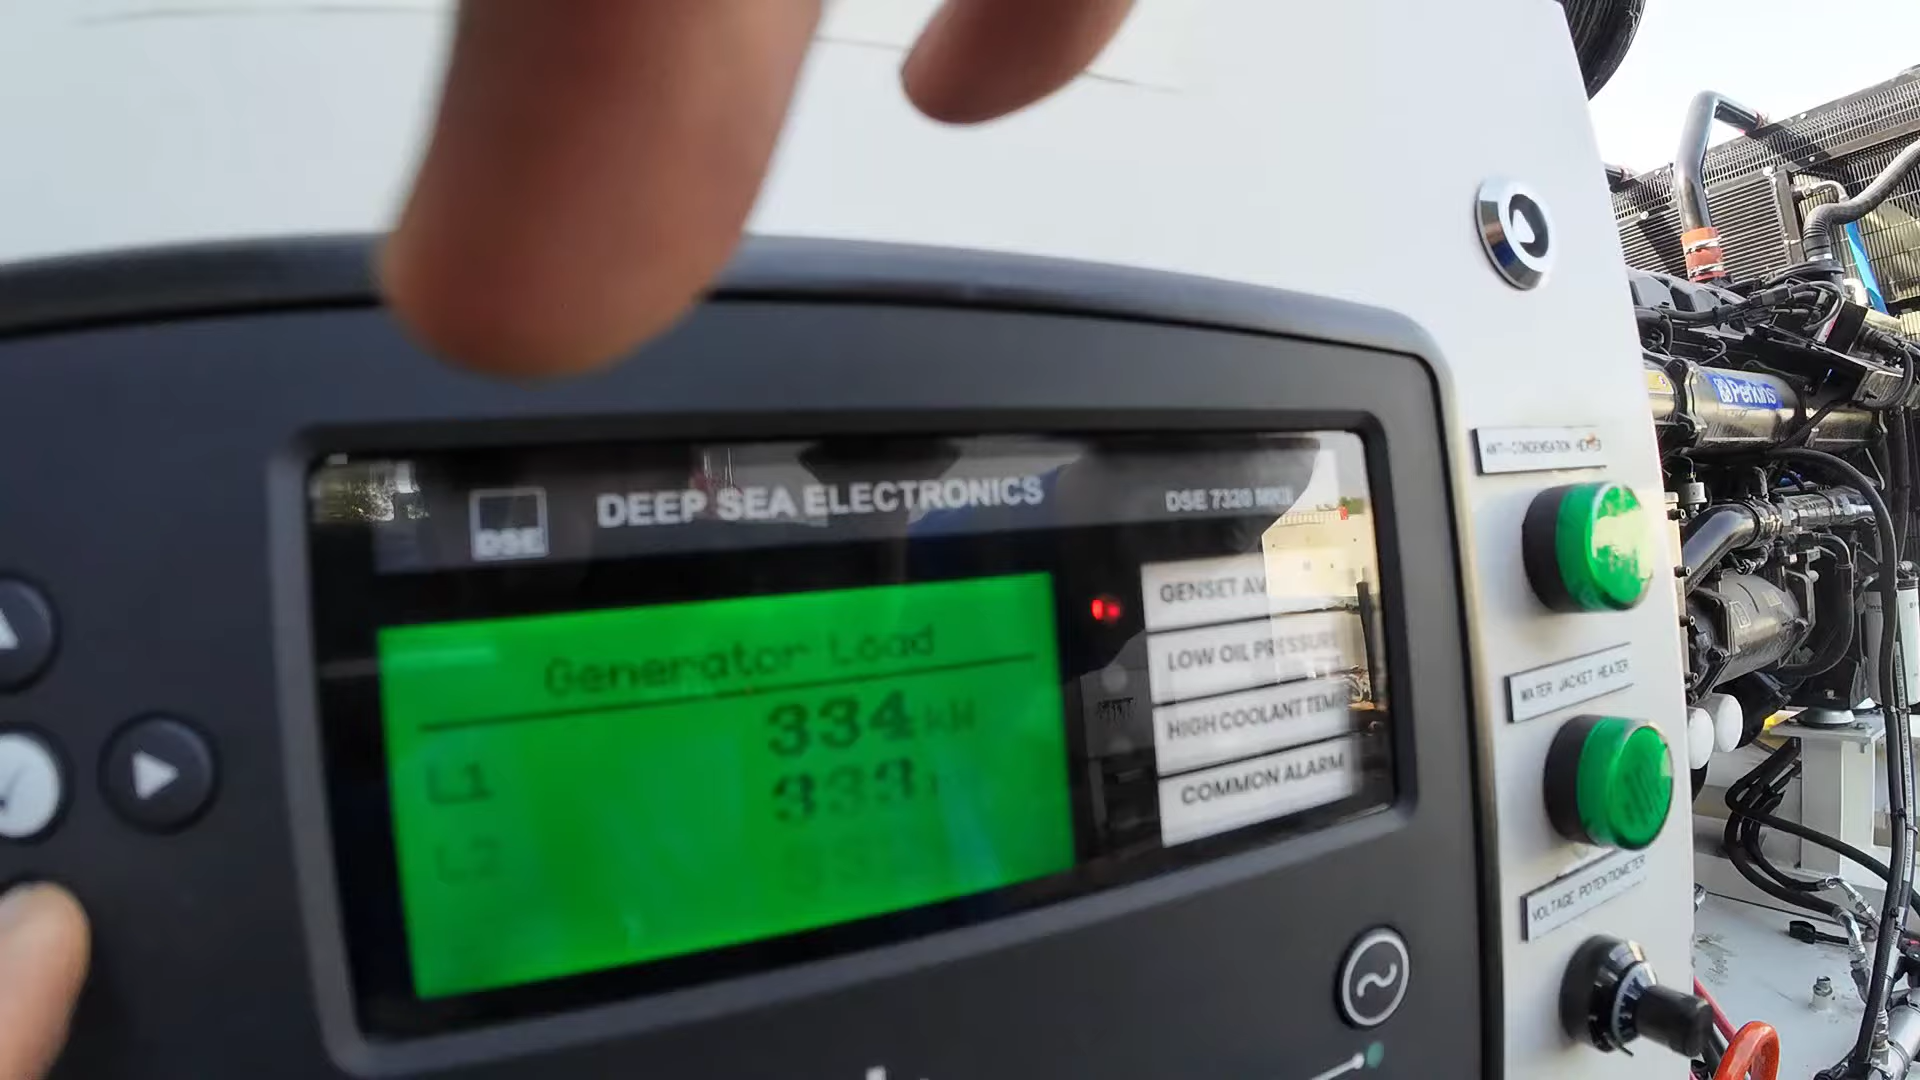 DSE
DEEP SEA ELECTRONICS
DSE 7320 MKII
Generator Load
334 kW
L1 333
L2
GENSET AV
LOW OIL PRESSURE
HIGH COOLANT TEMP
COMMON ALARM
ANTI-CONDENSATION HEATER
WATER JACKET HEATER
VOLTAGE POTENTIOMETER
Perkins